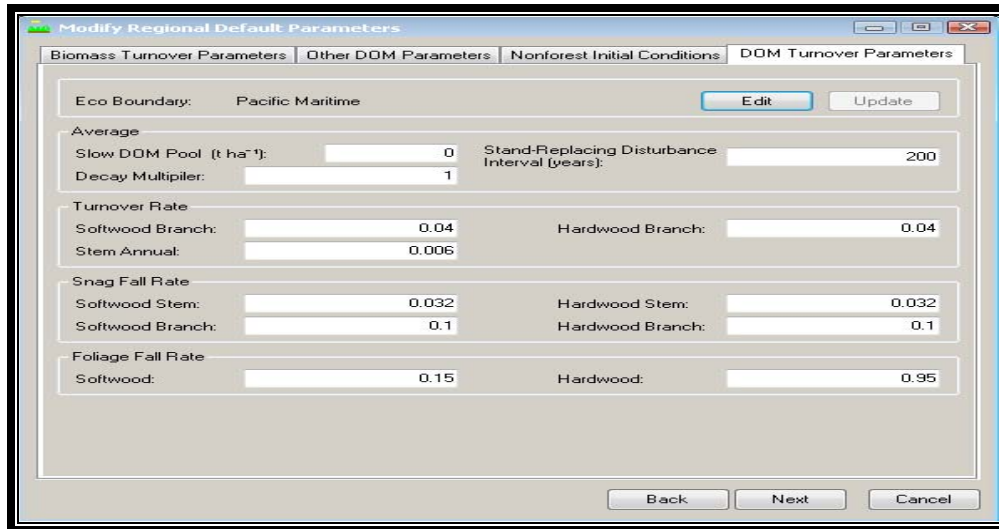 Modify Regional Default Parameters
Biomass Turnover Parameters Other DOM Parameters Nonforest Initial Conditions DOM Turnover Parameters
Eco Boundary: Pacific Maritime Edit Update
Average
Slow DOM Pool (t ha⁻¹): 0 Stand-Replacing Disturbance Interval (years): 200
Decay Multipiler: 1
Turnover Rate
Softwood Branch: 0.04 Hardwood Branch: 0.04
Stem Annual: 0.006
Snag Fall Rate
Softwood Stem: 0.032 Hardwood Stem: 0.032
Softwood Branch: 0.1 Hardwood Branch: 0.1
Foliage Fall Rate
Softwood: 0.15 Hardwood: 0.95
Back Next Cancel